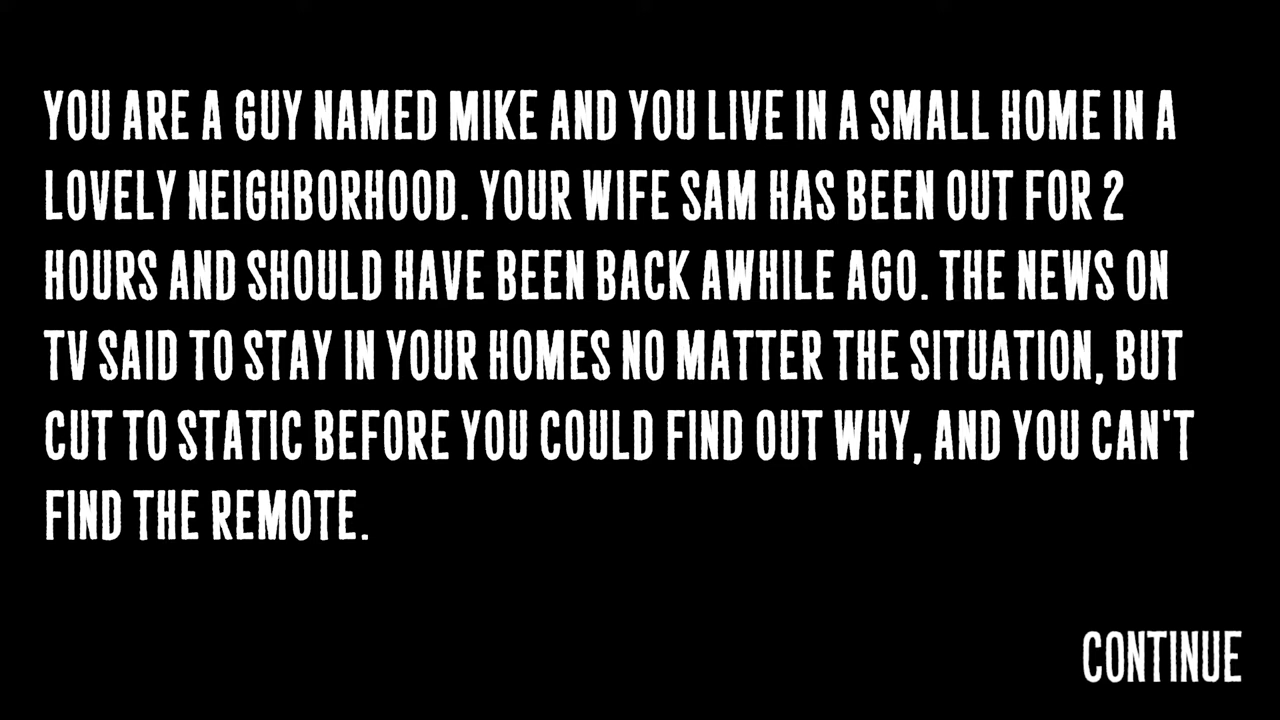 YOU ARE A GUY NAMED MIKE AND YOU LIVE IN A SMALL HOME IN A
LOVELY NEIGHBORHOOD. YOUR WIFE SAM HAS BEEN OUT FOR 2
HOURS AND SHOULD HAVE BEEN BACK AWHILE AGO. THE NEWS ON
TV SAID TO STAY IN YOUR HOMES NO MATTER THE SITUATION, BUT
CUT TO STATIC BEFORE YOU COULD FIND OUT WHY, AND YOU CAN'T
FIND THE REMOTE.
CONTINUE